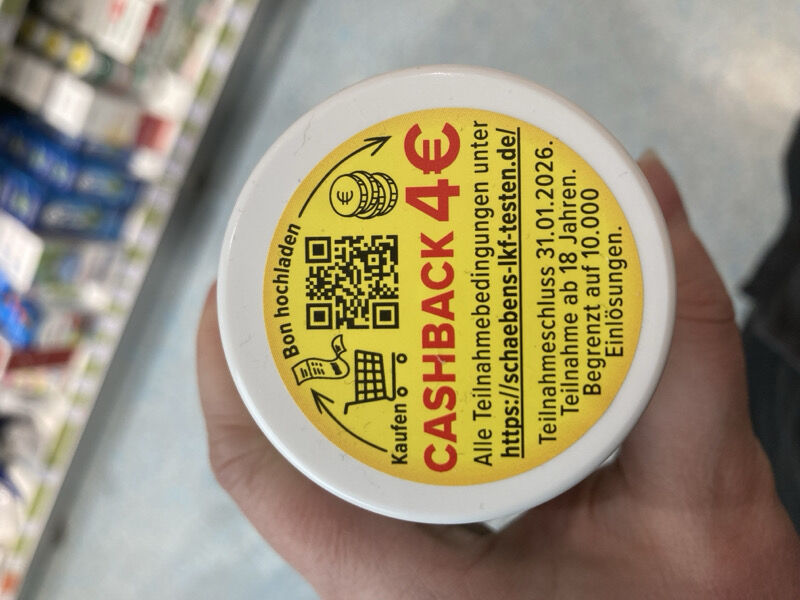 Kaufen
Bon hochladen
€
CASHBACK 4€
Alle Teilnahmebedingungen unter
https://schaebens-lkf-testen.de/
Teilnahmeschluss 31.01.2026.
Teilnahme ab 18 Jahren.
Begrenzt auf 10.000
Einlösungen.